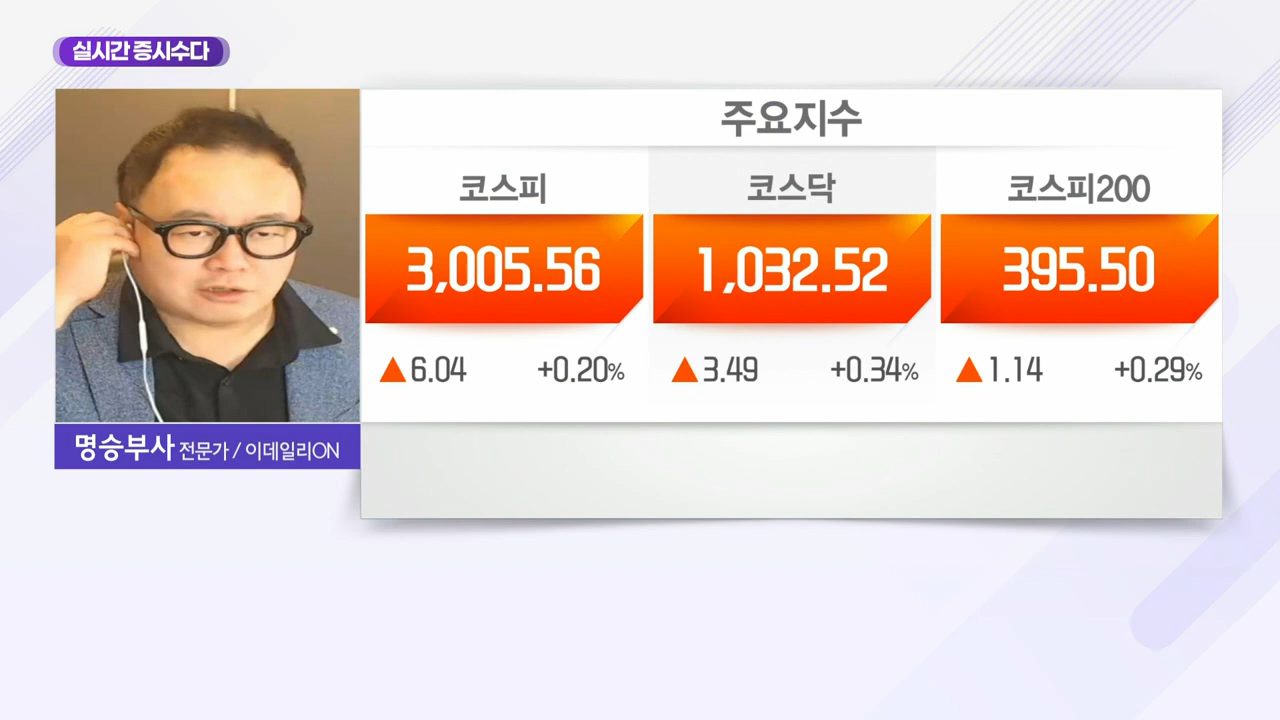 실시간 증시수다
주요지수
코스피
코스닥
코스피200
3,005.56
1,032.52
395.50
▲6.04 +0.20%
▲3.49 +0.34%
▲1.14 +0.29%
명승부사 전문가 / 이데일리ON